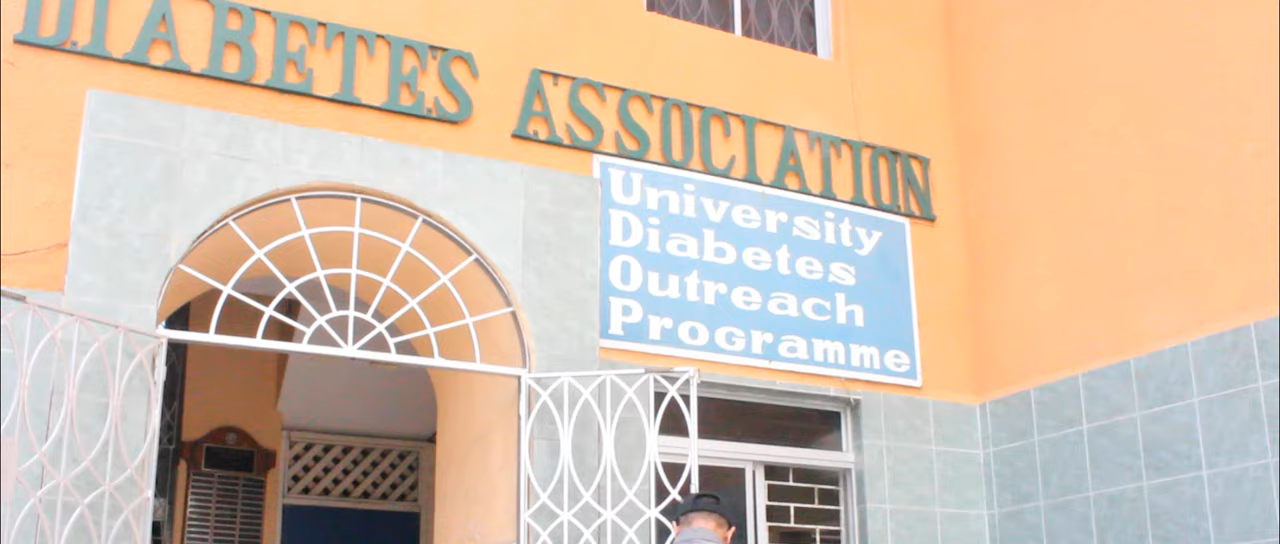 DIABETES ASSOCIATION
University
Diabetes
Outreach
Programme